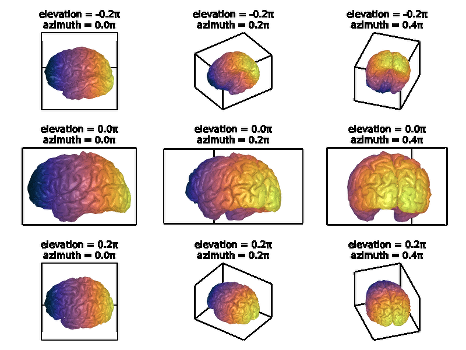 elevation = -0.2π
azimuth = 0.0π
elevation = -0.2π
azimuth = 0.2π
elevation = -0.2π
azimuth = 0.4π
elevation = 0.0π
azimuth = 0.0π
elevation = 0.0π
azimuth = 0.2π
elevation = 0.0π
azimuth = 0.4π
elevation = 0.2π
azimuth = 0.0π
elevation = 0.2π
azimuth = 0.2π
elevation = 0.2π
azimuth = 0.4π